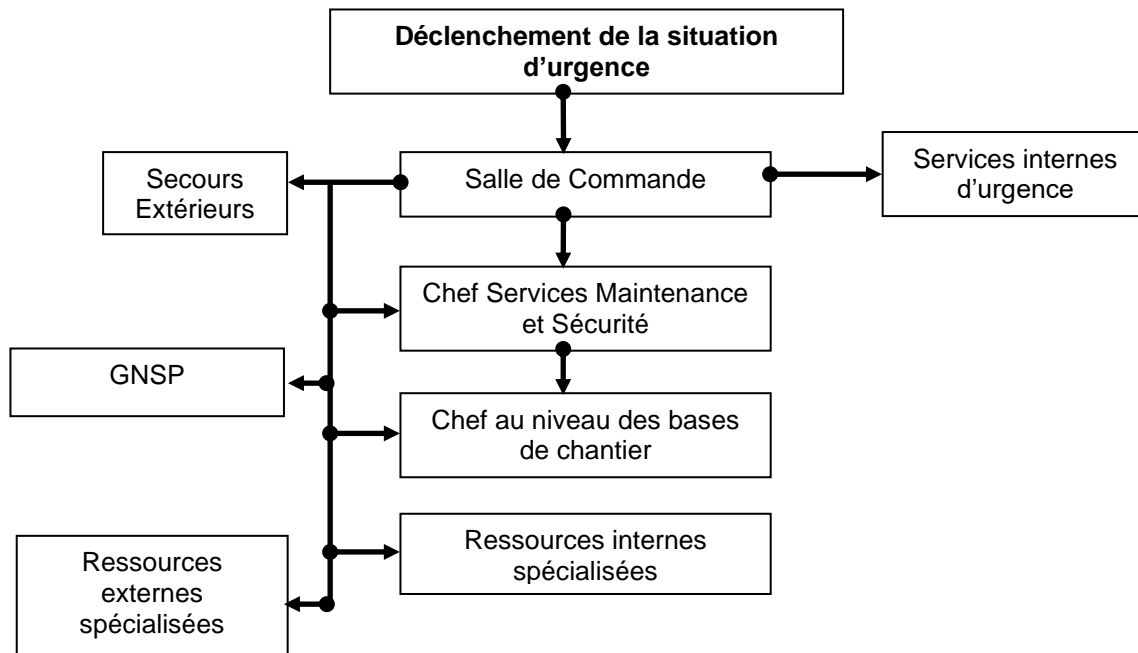 Déclenchement de la situation
d’urgence
Secours
Extérieurs
Salle de Commande
Services internes
d’urgence
Chef Services Maintenance
et Sécurité
GNSP
Chef au niveau des bases
de chantier
Ressources internes
spécialisées
Ressources
externes
spécialisées